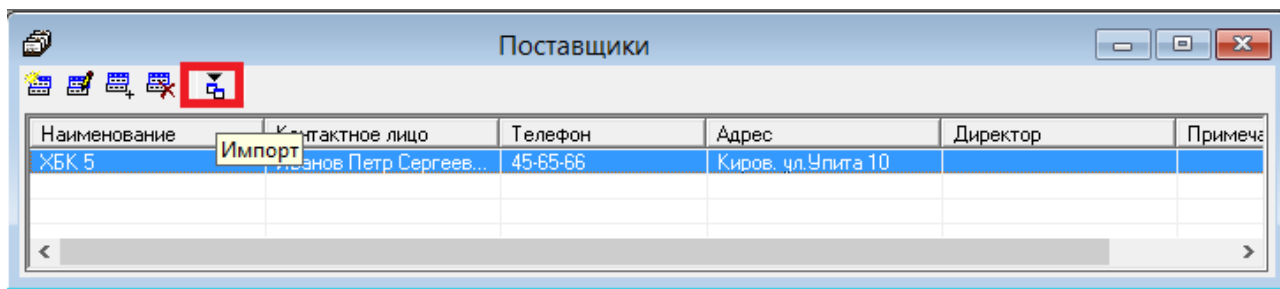 Поставщики
Наименование Контактное лицо Телефон Адрес Директор Примеча
Импорт
ХБК 5 Иванов Петр Сергеев... 45-65-66 Киров. ул.Упита 10